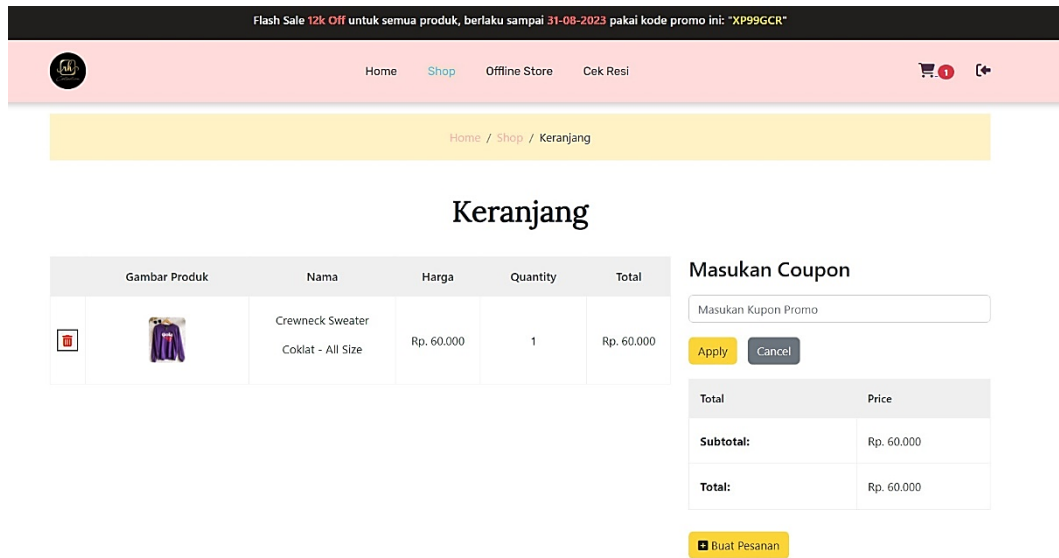 Flash Sale 12k Off untuk semua produk, berlaku sampai 31-08-2023 pakai kode promo ini: "XP99GCR"
Home Shop Offline Store Cek Resi 1
Home / Shop / Keranjang
Keranjang
Gambar Produk Nama Harga Quantity Total
Crewneck Sweater
Coklat - All Size
Rp. 60.000 1 Rp. 60.000
Masukan Coupon
Masukan Kupon Promo
Apply Cancel
Total Price
Subtotal: Rp. 60.000
Total: Rp. 60.000
Buat Pesanan